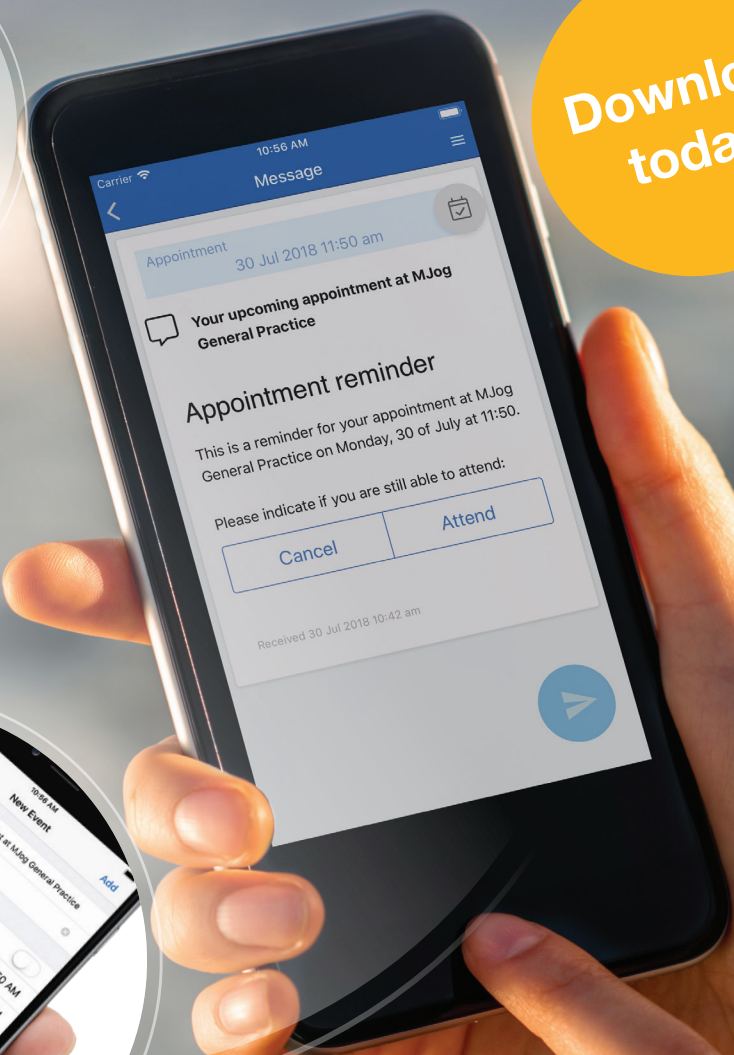 Carrier 10:56 AM
Message
Appointment
30 Jul 2018 11:50 am
Your upcoming appointment at MJog
General Practice
Appointment reminder
This is a reminder for your appointment at MJog
General Practice on Monday, 30 of July at 11:50.
Please indicate if you are still able to attend:
Cancel Attend
Received 30 Jul 2018 10:42 am
10:56 AM
New Event
Add
at MJog General Practice
AM